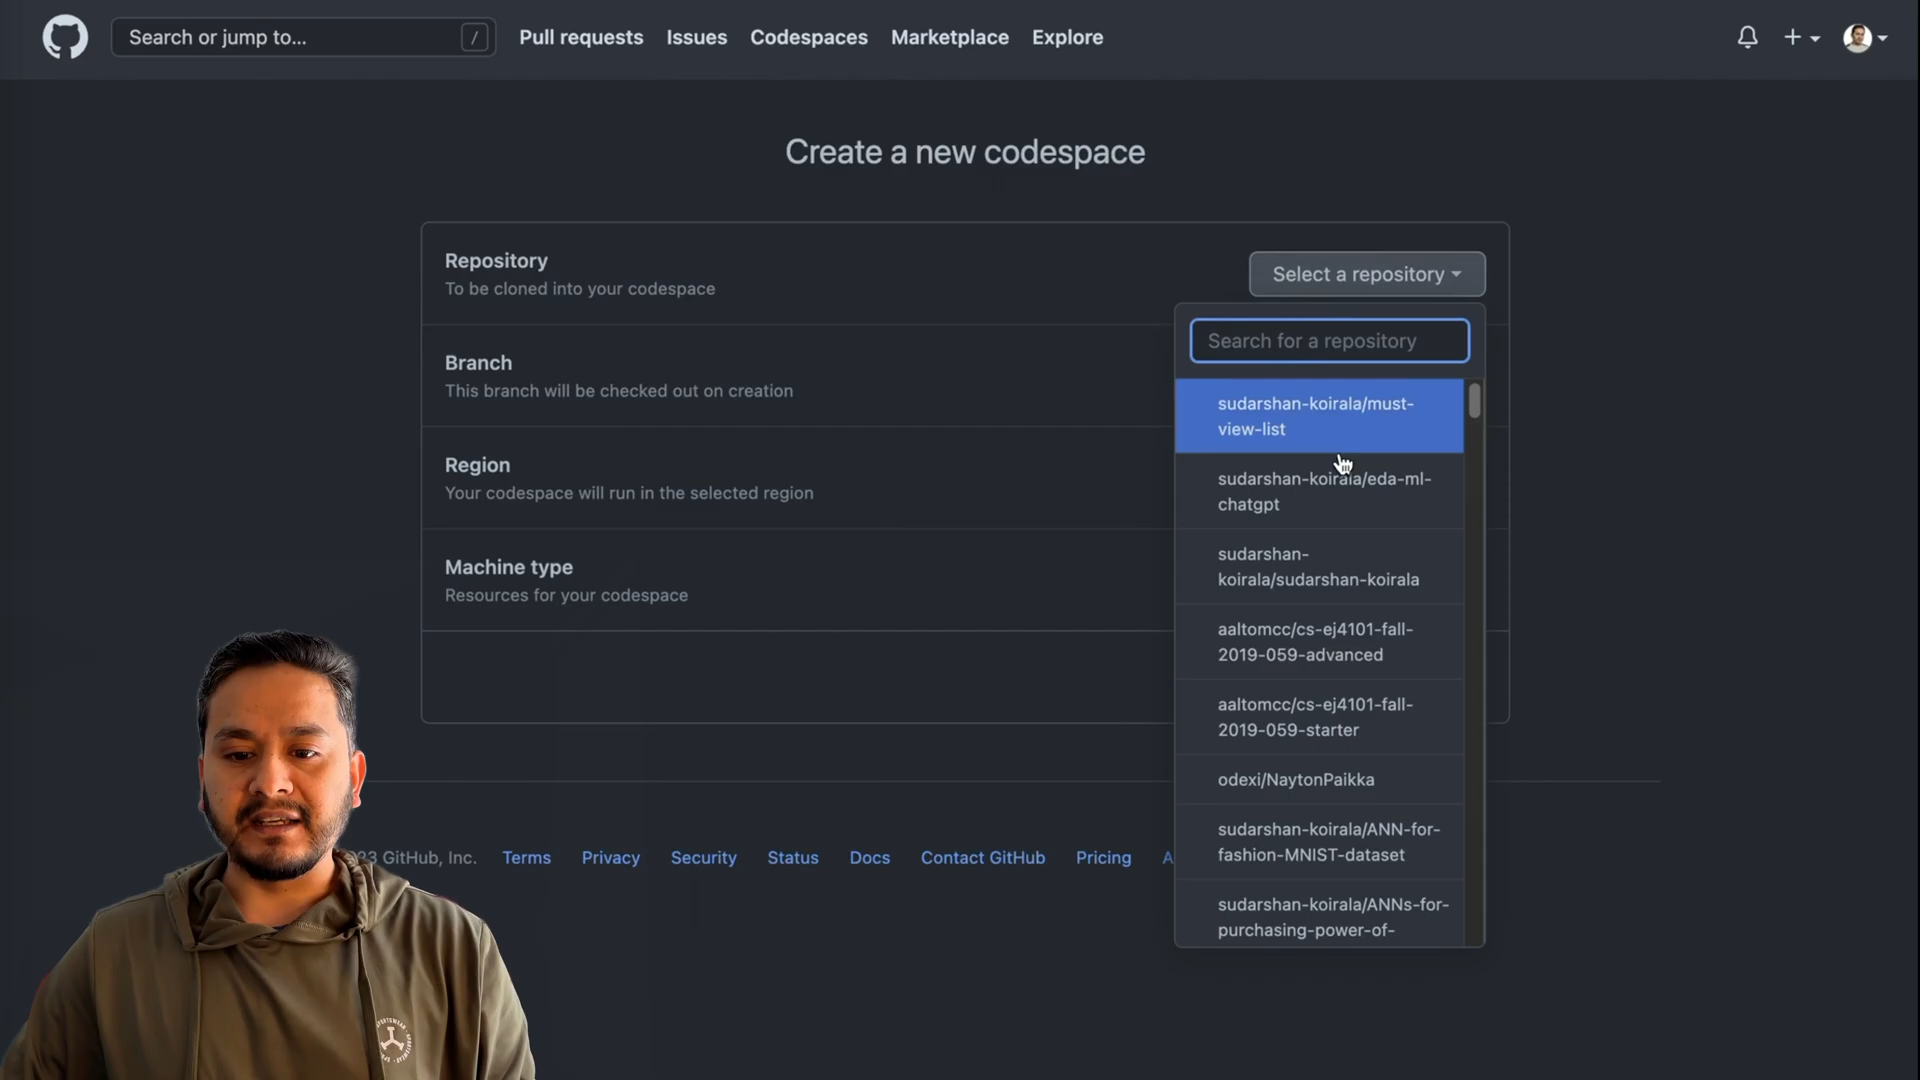 Search or jump to...
/
Pull requests
Issues
Codespaces
Marketplace
Explore
Create a new codespace
Repository
To be cloned into your codespace
Select a repository
Search for a repository
Branch
This branch will be checked out on creation
Region
Your codespace will run in the selected region
Machine type
Resources for your codespace
sudarshan-koirala/must-
view-list
sudarshan-koirala/eda-ml-
chatgpt
sudarshan-
koirala/sudarshan-koirala
aaltomcc/cs-ej4101-fall-
2019-059-advanced
aaltomcc/cs-ej4101-fall-
2019-059-starter
odexi/NaytonPaikka
sudarshan-koirala/ANN-for-
fashion-MNIST-dataset
sudarshan-koirala/ANNs-for-
purchasing-power-of-
23 GitHub, Inc.
Terms
Privacy
Security
Status
Docs
Contact GitHub
Pricing
A